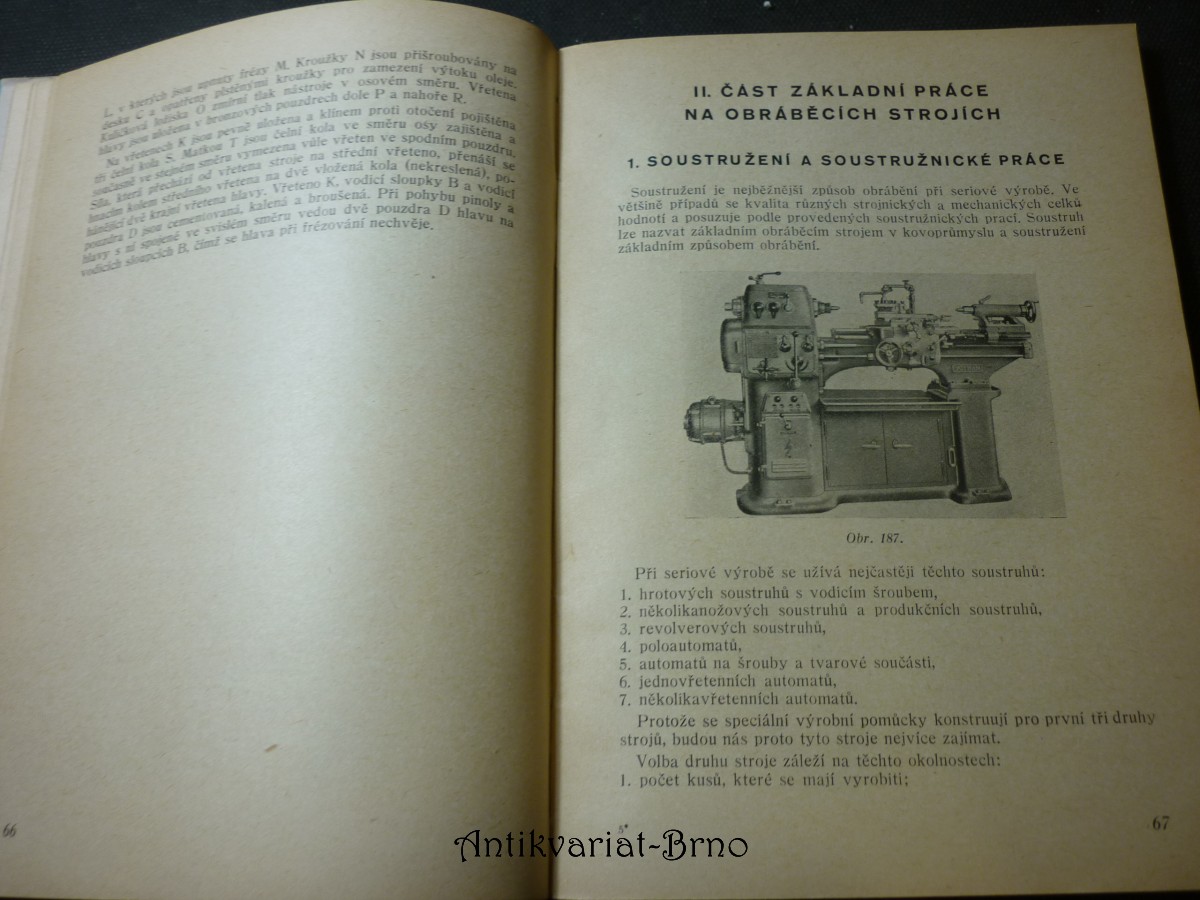 L, v kterých jsou upnuty frézy M. Kroužky N jsou přišroubovány na
desku C a opatřeny plstěnými kroužky pro zamezení výtoku oleje.
Kuličková ložiska O zmírní tlak nástroje v osovém směru. Vřetena
hlavy jsou uložena v bronzových pouzdrech dole P a nahoře R.
Na vřetenech K jsou pevně uložena a klínem proti otočení pojištěna
tři čelní kola S. Matkou T jsou čelní kola ve směru osy zajištěna a
současně ve stejném směru vymezena vůle vřeten ve spodním pouzdru.
Síla, která přechází od vřetena stroje na střední vřeteno, přenáší se
hnacím kolem středního vřetena na dvě vložená kola (nekreslená), po-
hánějící dvě krajní vřetena hlavy. Vřeteno K, vodicí sloupky B a vodicí
pouzdra D jsou cementovaná, kalená a broušená. Při pohybu pinoly a
hlavy s ní spojené ve svislém směru vedou dvě pouzdra D hlavu na
vodicích sloupcích B, čímž se hlava při frézování nechvěje.
66
II. ČÁST ZÁKLADNÍ PRÁCE
NA OBRÁBĚCÍCH STROJÍCH
1. SOUSTRUŽENÍ A SOUSTRUŽNICKÉ PRÁCE
Soustružení je nejběžnější způsob obrábění při seriové výrobě. Ve
většině případů se kvalita různých strojnických a mechanických celků
hodnotí a posuzuje podle provedených soustružnických prací. Soustruh
lze nazvat základním obráběcím strojem v kovoprůmyslu a soustružení
základním způsobem obrábění.
Obr. 187.
Při seriové výrobě se užívá nejčastěji těchto soustruhů:
1. hrotových soustruhů s vodicím šroubem,
2. několikanožových soustruhů a produkčních soustruhů,
3. revolverových soustruhů,
4. poloautomatů,
5. automatů na šrouby a tvarové součásti,
6. jednovřetenních automatů,
7. několikavřetenních automatů.
Protože se speciální výrobní pomůcky konstruují pro první tři druhy
strojů, budou nás proto tyto stroje nejvíce zajímat.
Volba druhu stroje záleží na těchto okolnostech:
1. počet kusů, které se mají vyrobiti;
5*
67
Antikvariat-Brno